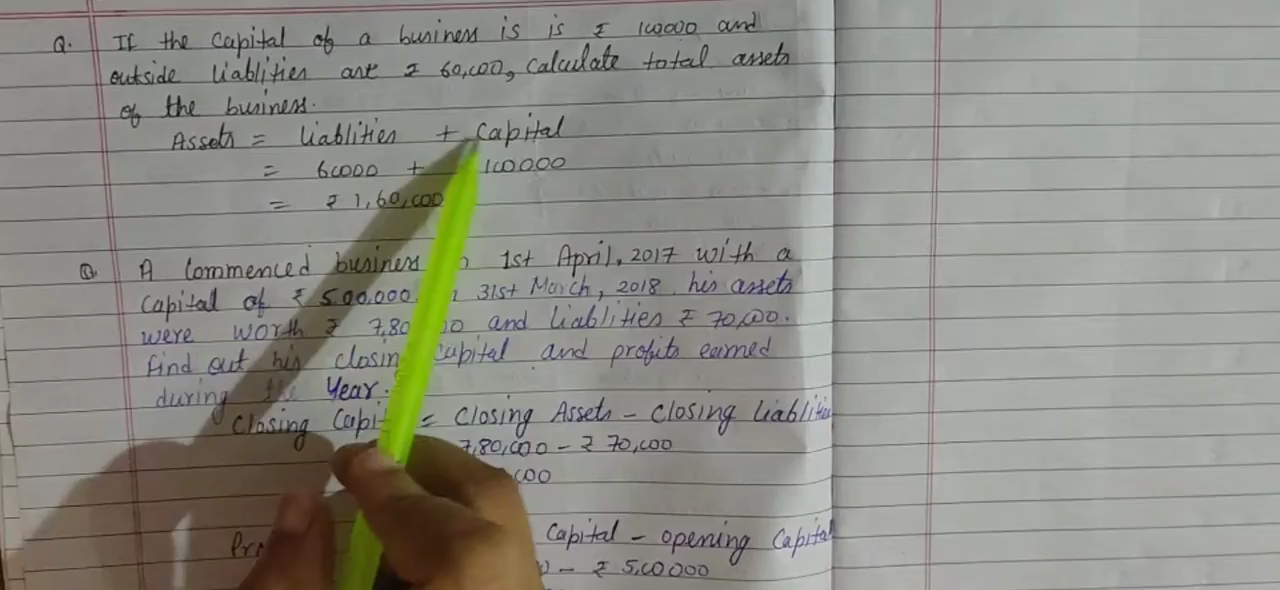 Q. If the Capital of a business is is ₹ 100000 and
outside liablities are ₹ 60,000, Calculate total assets
of the business.
Assets = liablities + Capital
= 60000 + 100000
= ₹ 1,60,000
Q. A Commenced business 1st April, 2017 with a
Capital of ₹ 5,00,000. 31st March, 2018 his assets
were worth ₹ 7,80 and liablities ₹ 70,000.
find out his Capital and profits earned
during the Year.
Closing = Closing Assets - Closing liablities
7,80,000 - ₹ 70,000
000
Capital - opening Capital
- ₹ 5,00000